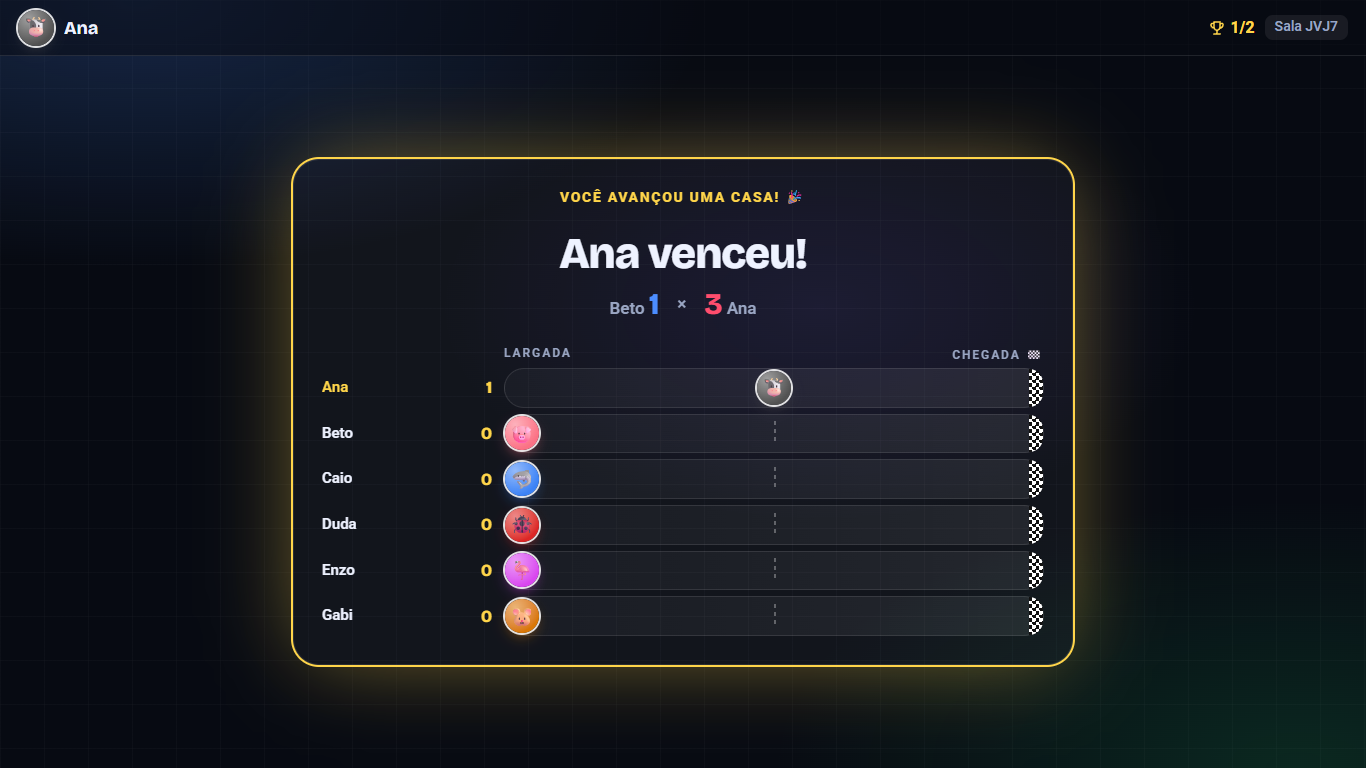 Ana
1/2
Sala JVJ7
VOCÊ AVANÇOU UMA CASA! 🎉
Ana venceu!
Beto 1 × 3 Ana
LARGADA
CHEGADA
Ana 1
Beto 0
Caio 0
Duda 0
Enzo 0
Gabi 0